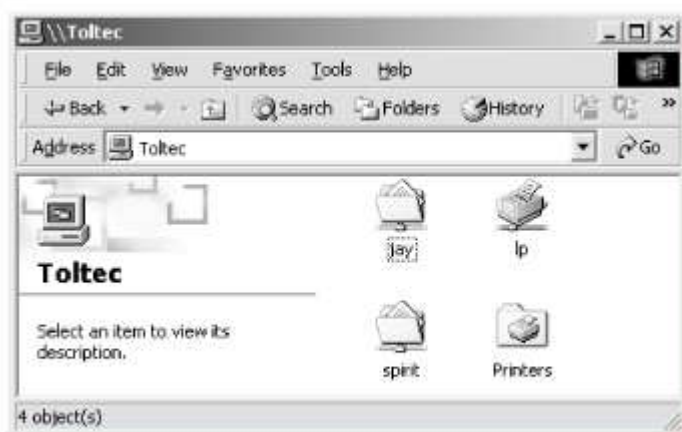 \\Toltec
File Edit View Favorites Tools Help
Back Search Folders History »
Address Toltec Go
jay lp
Toltec
Select an item to view its
description.
spirit Printers
4 object(s)